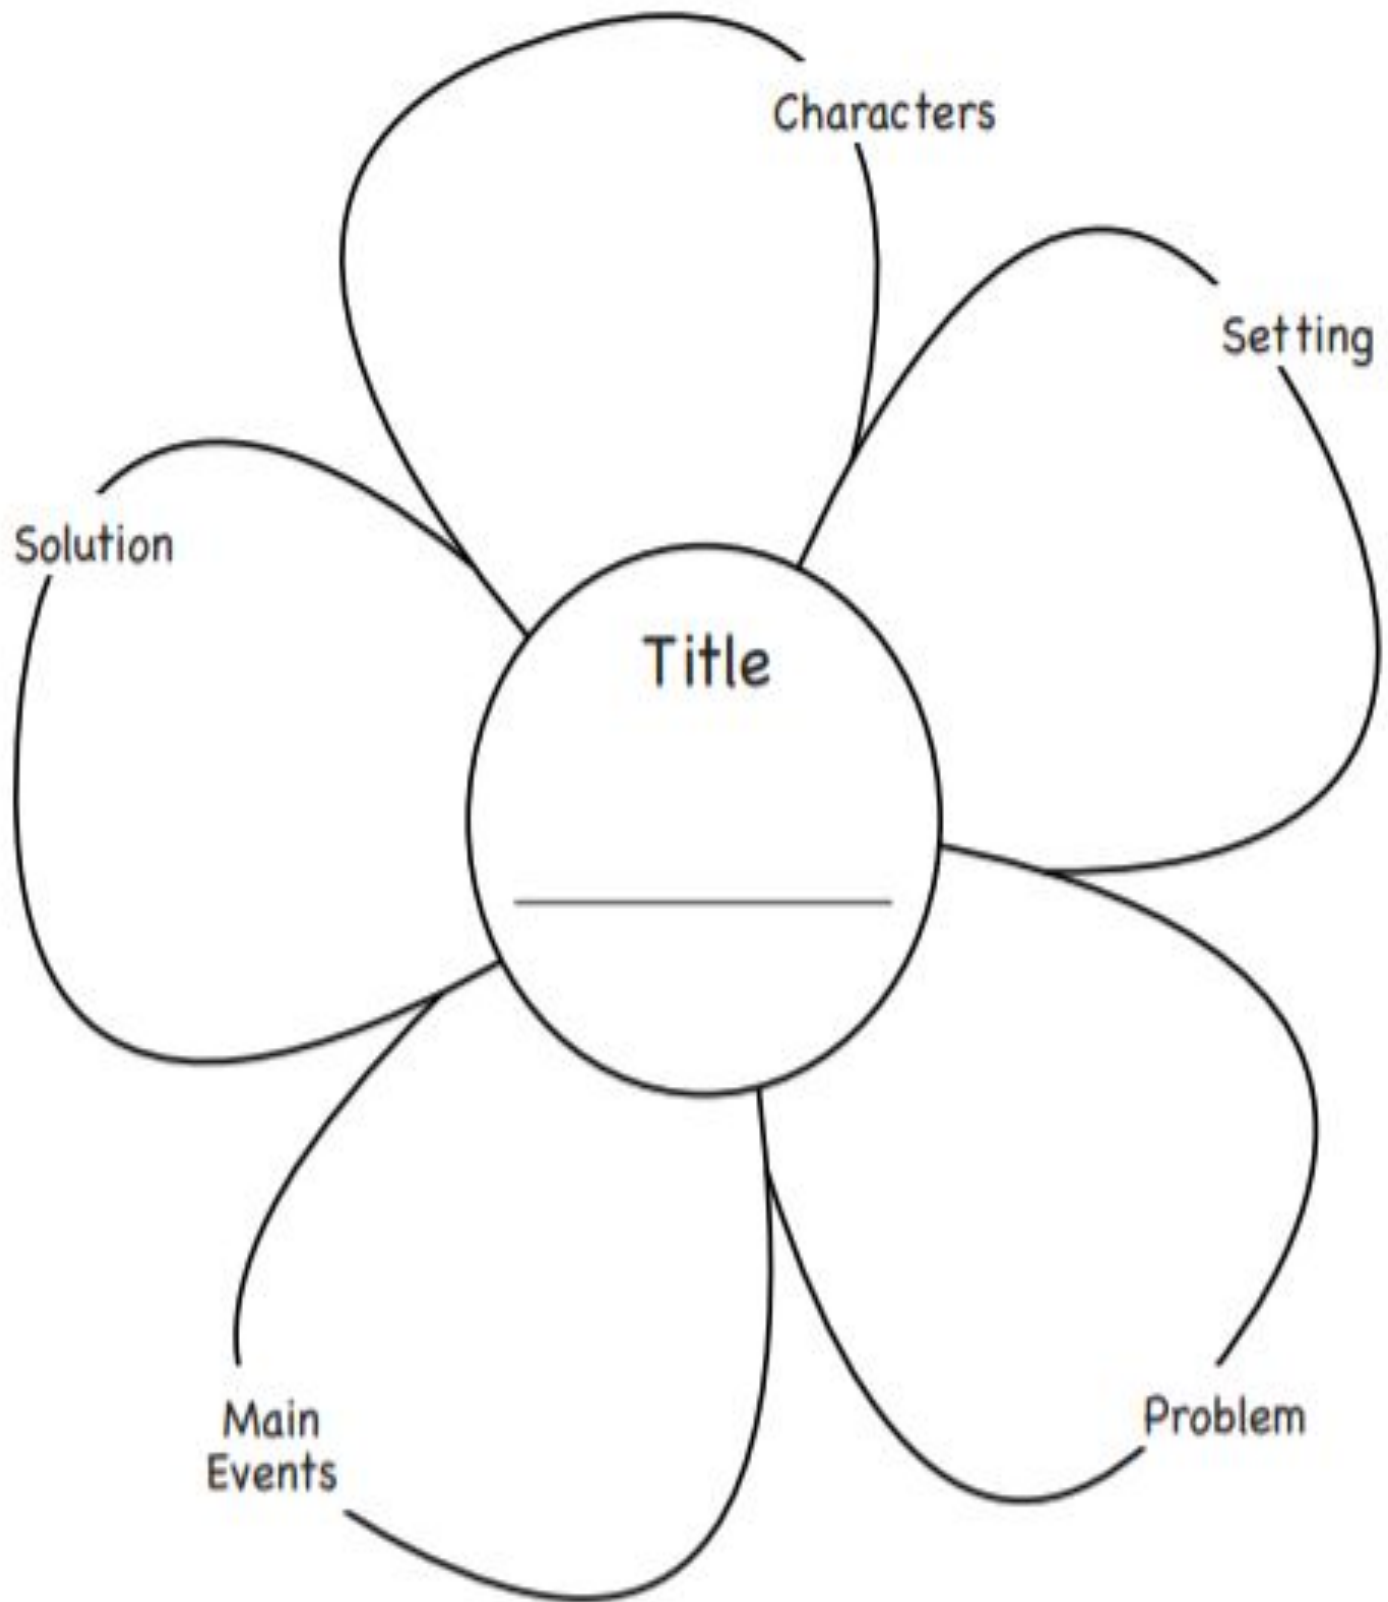 Characters
Setting
Solution
Title
Main
Events
Problem